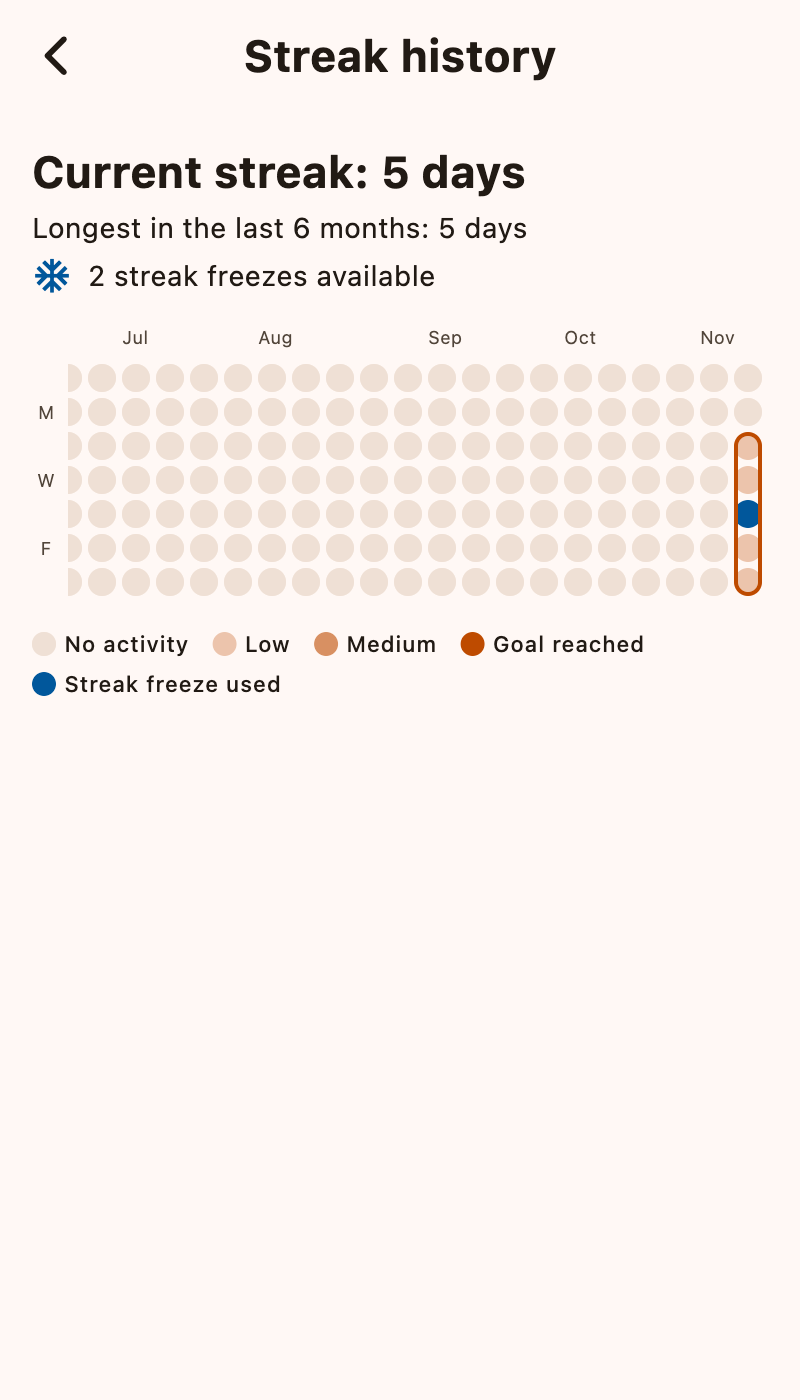 Streak history
Current streak: 5 days
Longest in the last 6 months: 5 days
2 streak freezes available
Jul Aug Sep Oct Nov
M
W
F
No activity Low Medium Goal reached
Streak freeze used